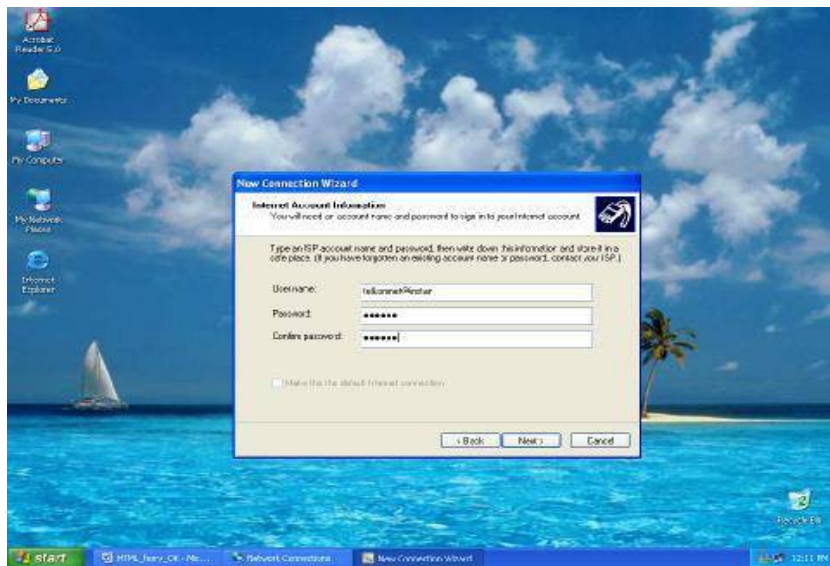 Acrobat
Reader 5.0
My Documents
My Computer
My Network
Places
Internet
Explorer
New Connection Wizard
Internet Account Information
You will need an account name and password to sign in to your Internet account.
Type an ISP account name and password, then write down this information and store it in a
safe place. (If you have forgotten an existing account name or password, contact your ISP.)
User name:
Password:
Confirm password:
Make this the default Internet connection
< Back
Next >
Cancel
Recycle Bin
start
Network Connections
New Connection Wizard